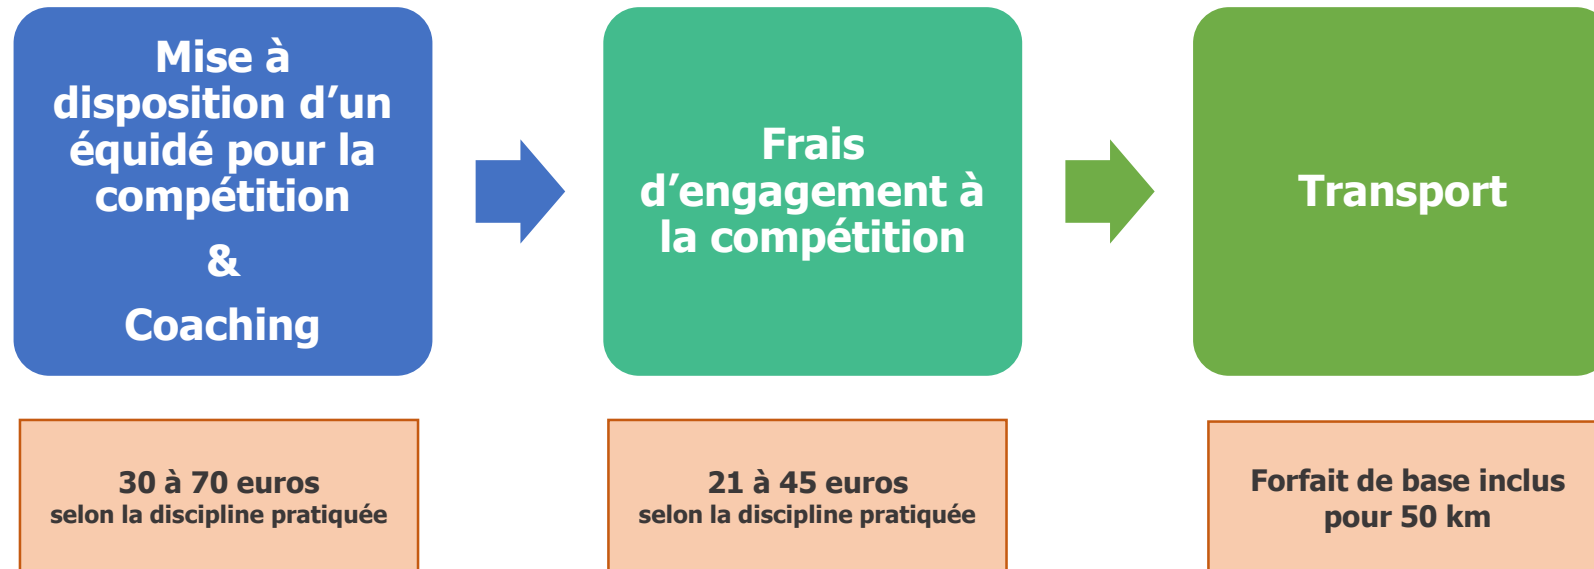 Mise à
disposition d’un
équidé pour la
compétition
&
Coaching
Frais
d’engagement à
la compétition
Transport
30 à 70 euros
selon la discipline pratiquée
21 à 45 euros
selon la discipline pratiquée
Forfait de base inclus
pour 50 km